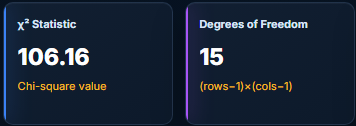 χ² Statistic
106.16
Chi-square value
Degrees of Freedom
15
(rows−1)×(cols−1)